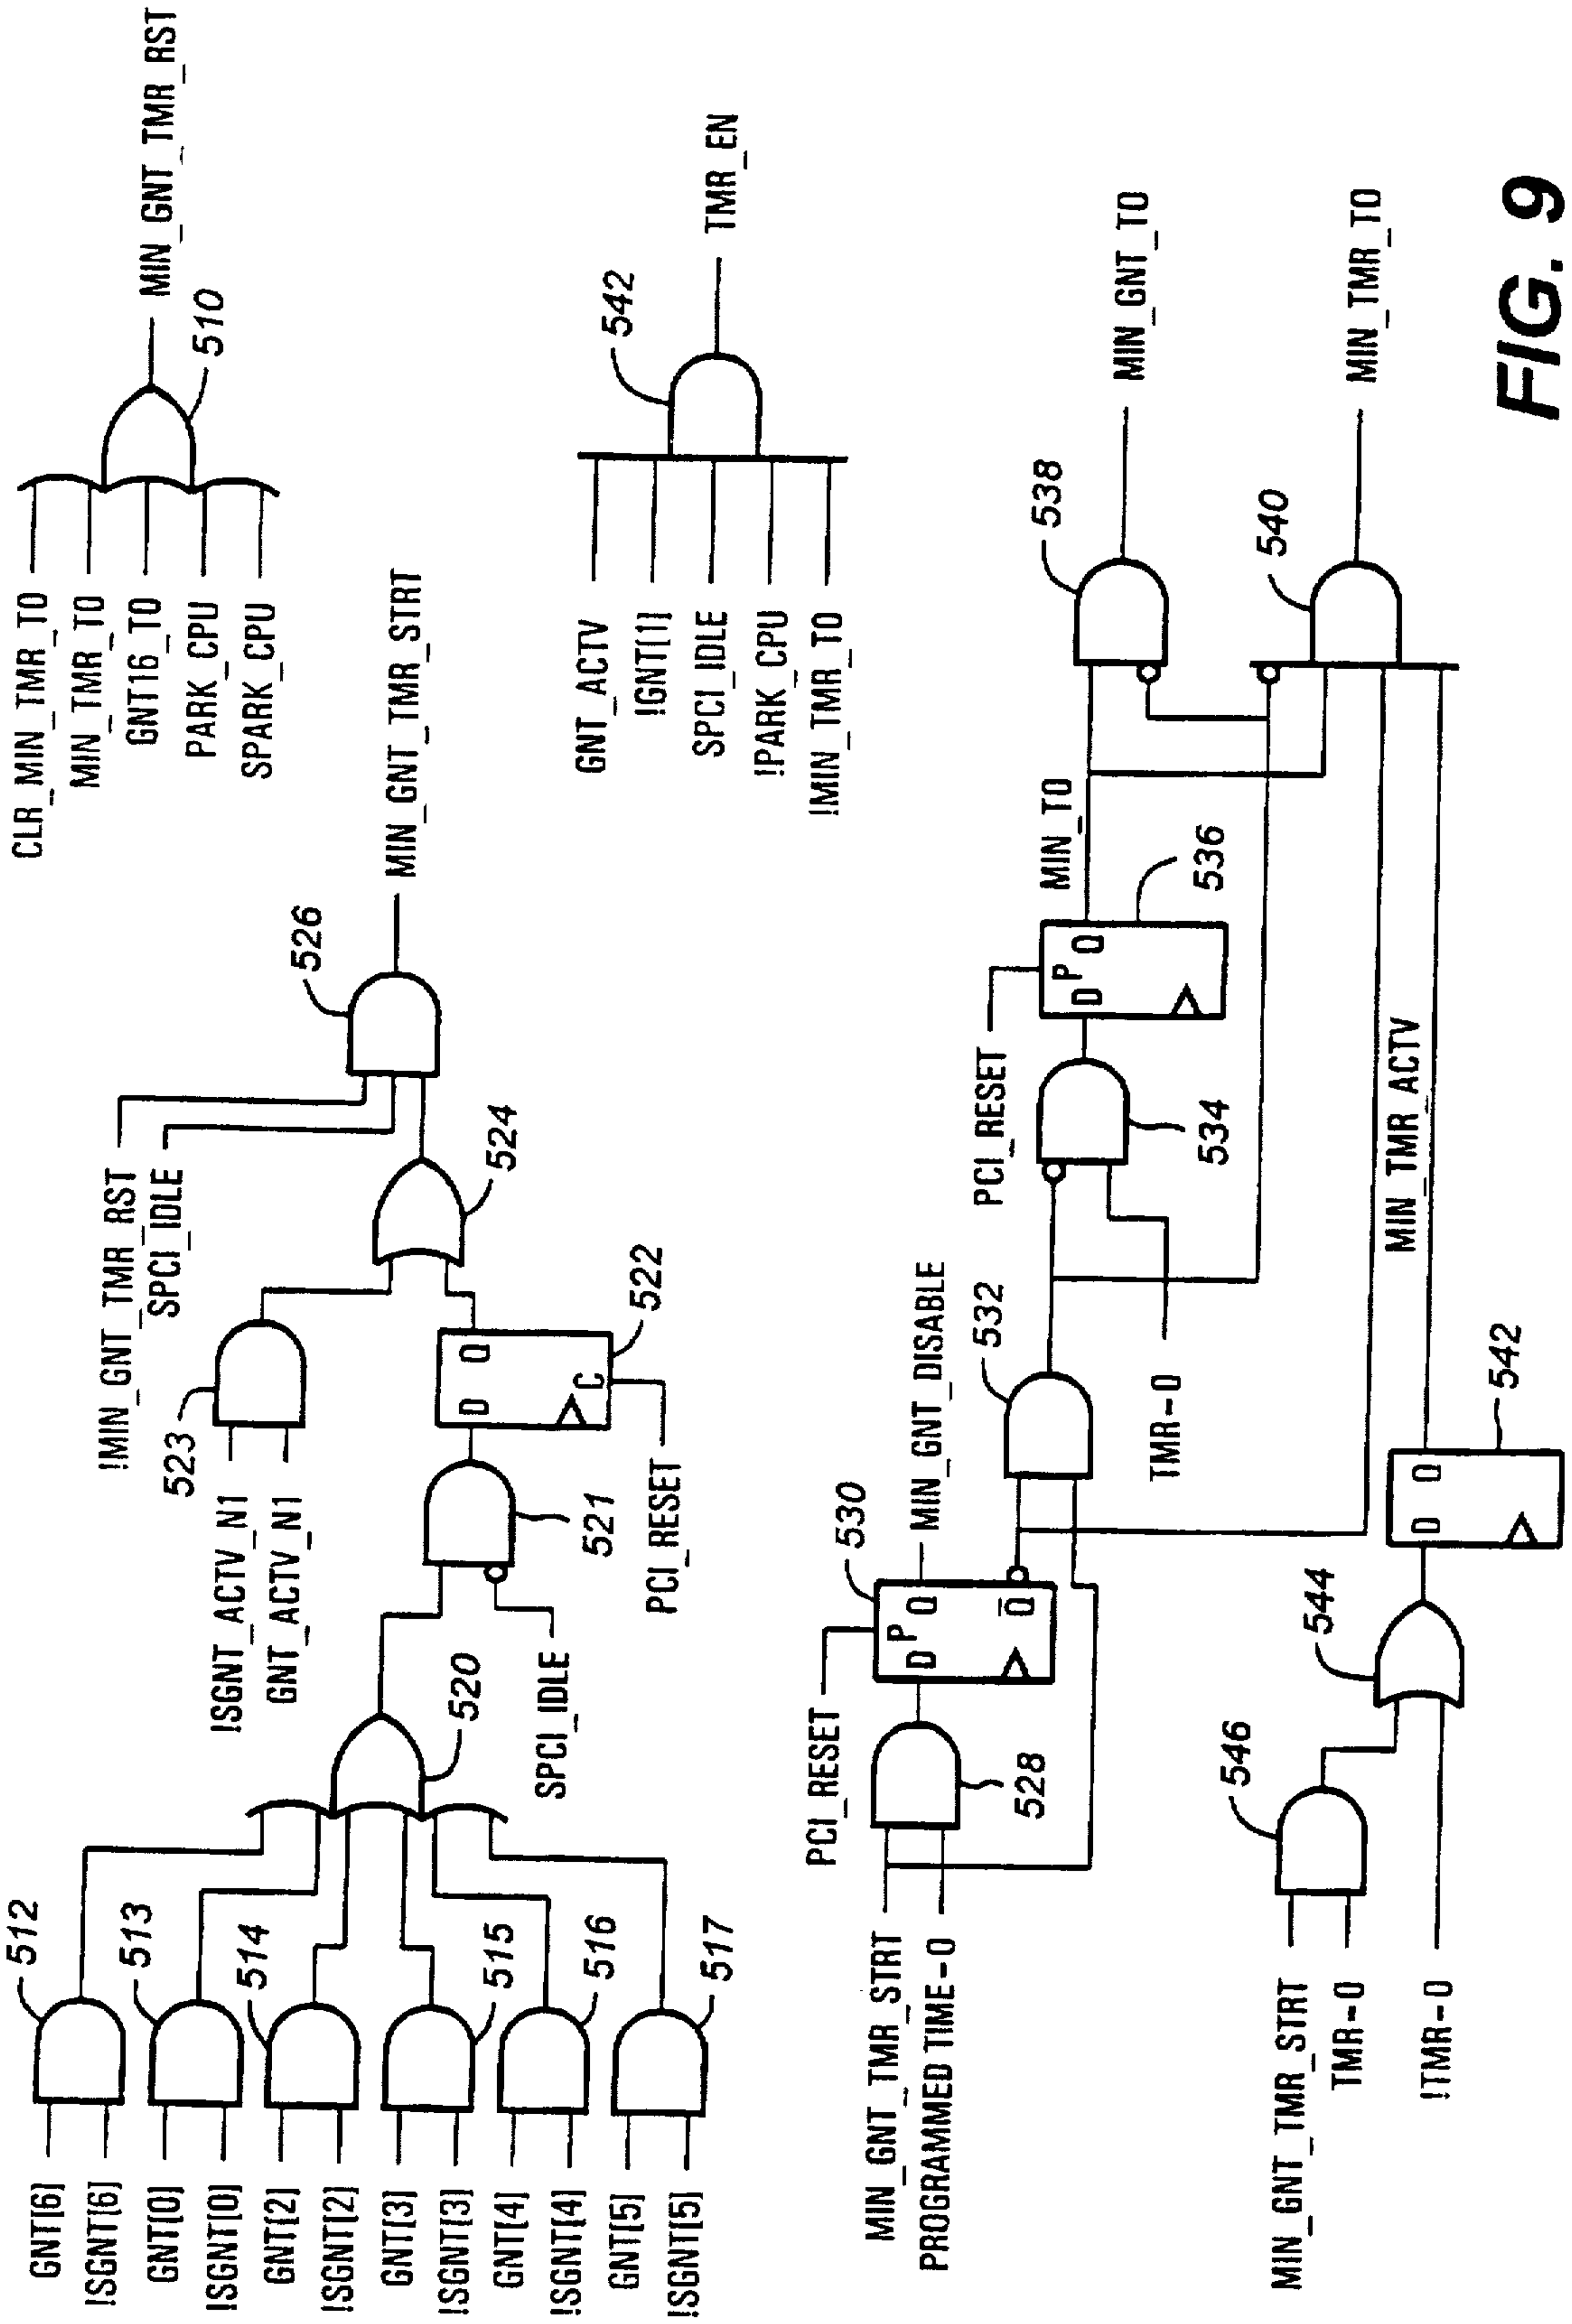 GNT[6]
!SGNT[6]
GNT[0]
!SGNT[0]
GNT[2]
!SGNT[2]
GNT[3]
!SGNT[3]
GNT[4]
!SGNT[4]
GNT[5]
!SGNT[5]
512
513
514
515
516
517
520
SPCI_IDLE
521
!SGNT_ACTV_N1
GNT_ACTV_N1
523
D Q
C
522
PCI_RESET
524
!MIN_GNT_TMR_RST
SPCI_IDLE
526
MIN_GNT_TMR_STRT
CLR_MIN_TMR_TO
MIN_TMR_TO
GNT16_TO
PARK_CPU
SPARK_CPU
510
MIN_GNT_TMR_RST
GNT_ACTV
!GNT[1]
SPCI_IDLE
!PARK_CPU
!MIN_TMR_TO
542
TMR_EN
MIN_GNT_TMR_STRT
PROGRAMMED TIME-0
528
PCI_RESET
530
D P Q
Q
MIN_GNT_DISABLE
532
TMR-0
534
PCI_RESET
D P Q
536
MIN_TO
538
MIN_GNT_TO
540
MIN_TMR_TO
MIN_GNT_TMR_STRT
TMR-0
!TMR-0
546
544
D Q
542
MIN_TMR_ACTV
FIG. 9